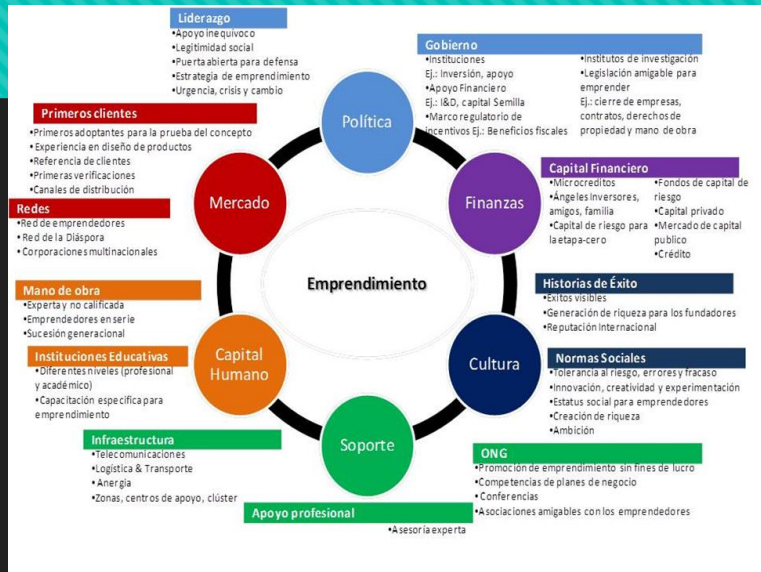 Liderazgo
•Apoyo inequívoco
•Legitimidad social
•Puerta abierta para defensa
•Estrategia de emprendimiento
•Urgencia, crisis y cambio
Gobierno
•Instituciones
Ej.: Inversión, apoyo
•Apoyo Financiero
Ej.: I&D, capital Semilla
•Marco regulatorio de
incentivos Ej.: Beneficios fiscales
•Institutos de investigación
•Legislación amigable para
emprender
Ej.: cierre de empresas,
contratos, derechos de
propiedad y mano de obra
Política
Primeros clientes
•Primeros adoptantes para la prueba del concepto
•Experiencia en diseño de productos
•Referencia de clientes
•Primeras verificaciones
•Canales de distribución
Mercado
Redes
•Red de emprendedores
•Red de la Diáspora
•Corporaciones multinacionales
Finanzas
Capital Financiero
•Microcreditos
•Ángeles Inversores,
amigos, familia
•Capital de riesgo para
la etapa-cero
•Fondos de capital de
riesgo
•Capital privado
•Mercado de capital
publico
•Crédito
Emprendimiento
Mano de obra
•Experta y no calificada
•Emprendedores en serie
•Sucesión generacional
Capital
Humano
Instituciones Educativas
•Diferentes niveles (profesional
y académico)
•Capacitación específica para
emprendimiento
Historias de Éxito
•Éxitos visibles
•Generación de riqueza para los fundadores
•Reputación Internacional
Cultura
Normas Sociales
•Tolerancia al riesgo, errores y fracaso
•Innovación, creatividad y experimentación
•Estatus social para emprendedores
•Creación de riqueza
•Ambición
Infraestructura
•Telecomunicaciones
•Logística & Transporte
•Anergia
•Zonas, centros de apoyo, clúster
Soporte
ONG
•Promoción de emprendimiento sin fines de lucro
•Competencias de planes de negocio
•Conferencias
•Asociaciones amigables con los emprendedores
Apoyo profesional
•Asesoría experta